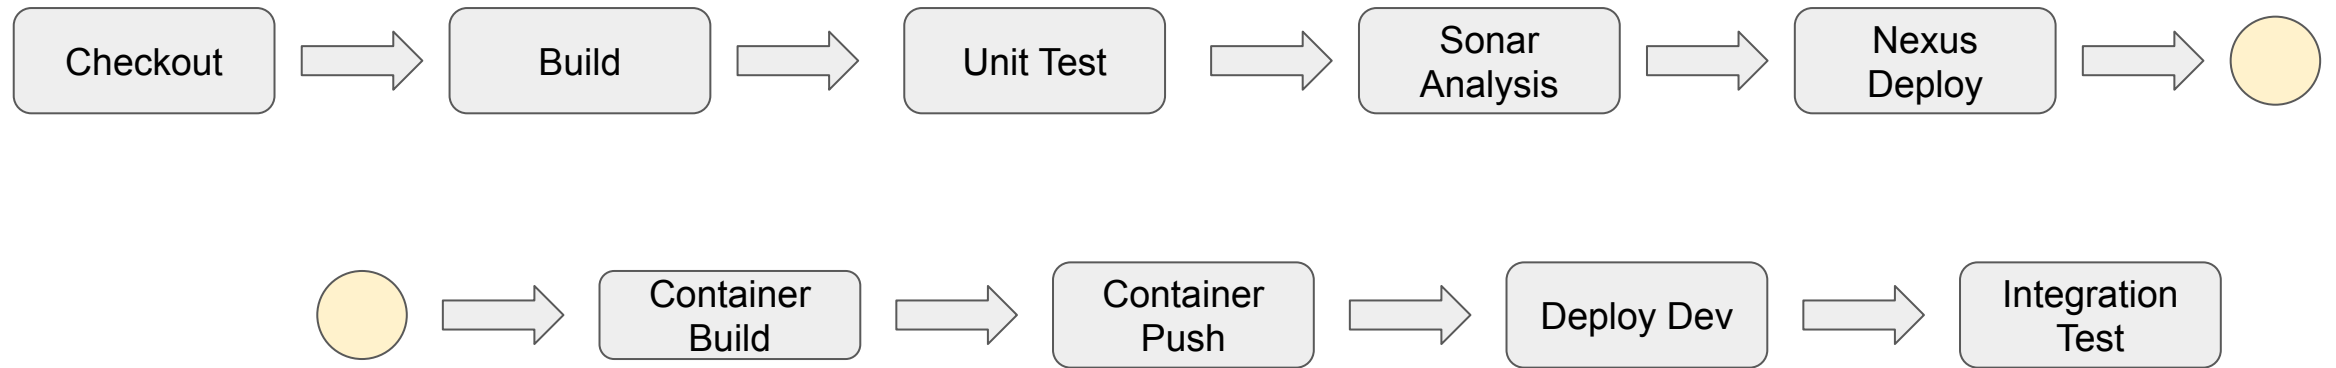 Checkout
Build
Unit Test
Sonar
Analysis
Nexus
Deploy
Container
Build
Container
Push
Deploy Dev
Integration
Test